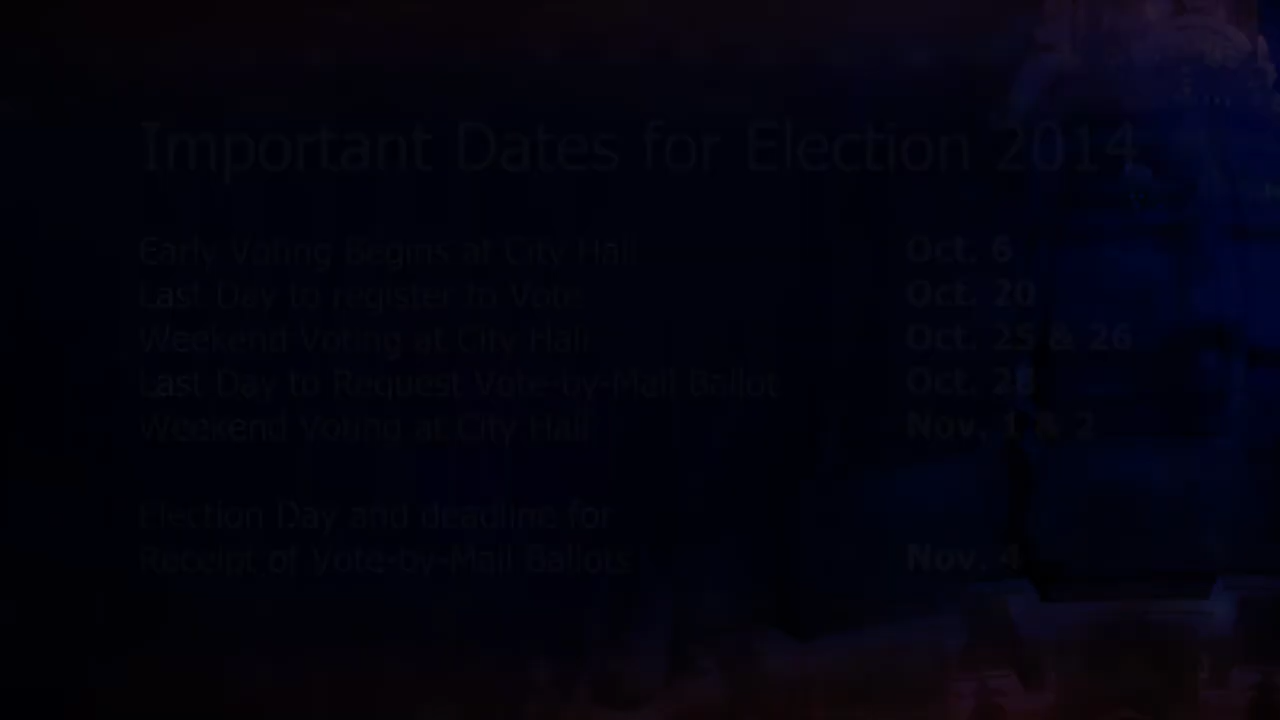 Important Dates for Election 2014
Early Voting Begins at City Hall Oct. 6
Last Day to register to Vote Oct. 20
Weekend Voting at City Hall Oct. 25 & 26
Last Day to Request Vote-by-Mail Ballot Oct.
Weekend Voting at City Hall Nov. 1 & 2
Election Day and deadline for
Receipt of Vote-by-Mail Ballots Nov. 4